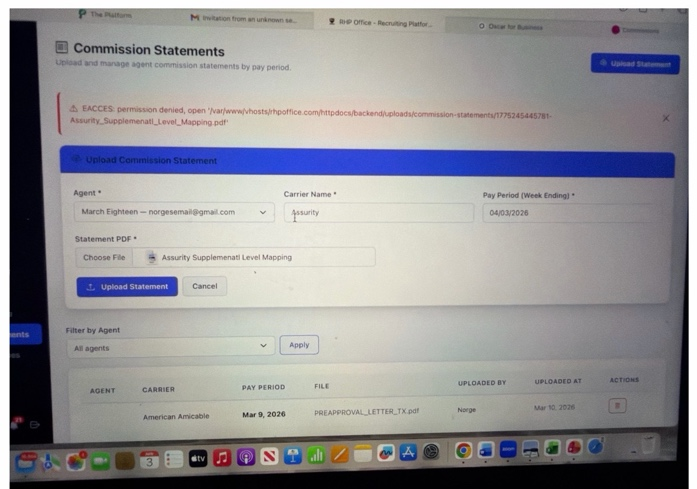 The Platform
Invitation from an unknown se...
RHP Office - Recruiting Platfor...
Oscar for Business
Commission Statements
Upload and manage agent commission statements by pay period.
Upload Statement
EACCES: permission denied, open '/var/www/vhosts/rhpoffice.com/httpdocs/backend/uploads/commission-statements/1775245445781-
Assurity_Supplemenatl_Level_Mapping.pdf'
Upload Commission Statement
Agent * Carrier Name * Pay Period (Week Ending) *
March Eighteen — norgesemail@gmail.com Assurity 04/03/2026
Statement PDF *
Choose File Assurity Supplemenatl Level Mapping
Upload Statement Cancel
Filter by Agent
All agents Apply
AGENT CARRIER PAY PERIOD FILE UPLOADED BY UPLOADED AT ACTIONS
American Amicable Mar 9, 2026 PREAPPROVAL_LETTER_TX.pdf Norge Mar 10, 2026
3
tv